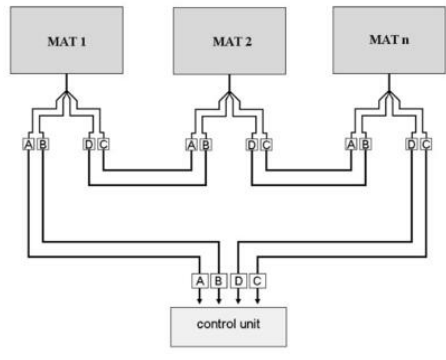 MAT 1 MAT 2 MAT n
A B D C A B D C A B D C
A B D C
control unit